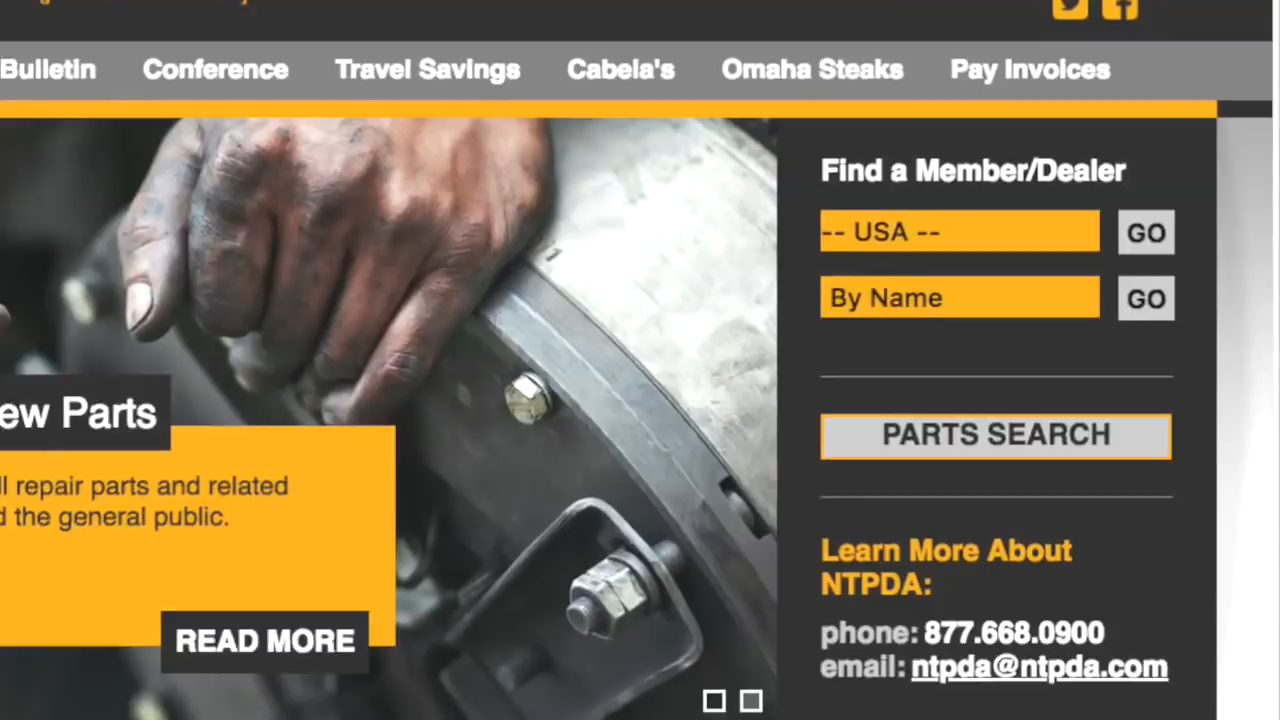 Bulletin Conference Travel Savings Cabela's Omaha Steaks Pay Invoices
Find a Member/Dealer
-- USA -- GO
By Name GO
ew Parts
PARTS SEARCH
ll repair parts and related
d the general public.
Learn More About
NTPDA:
READ MORE
phone: 877.668.0900
email: ntpda@ntpda.com